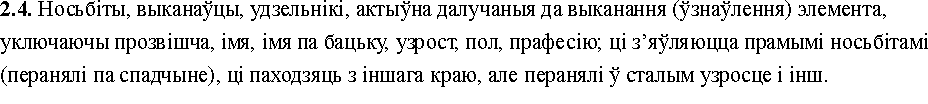 2.4. Носьбіты, выканаўцы, удзельнікі, актыўна далучаныя да выканання (ўзнаўлення) элемента,
уключаючы прозвішча, імя, імя па бацьку, узрост, пол, прафесію; ці з’яўляюцца прамымі носьбітамі
(перанялі па спадчыне), ці паходзяць з іншага краю, але перанялі ў сталым узросце і інш.